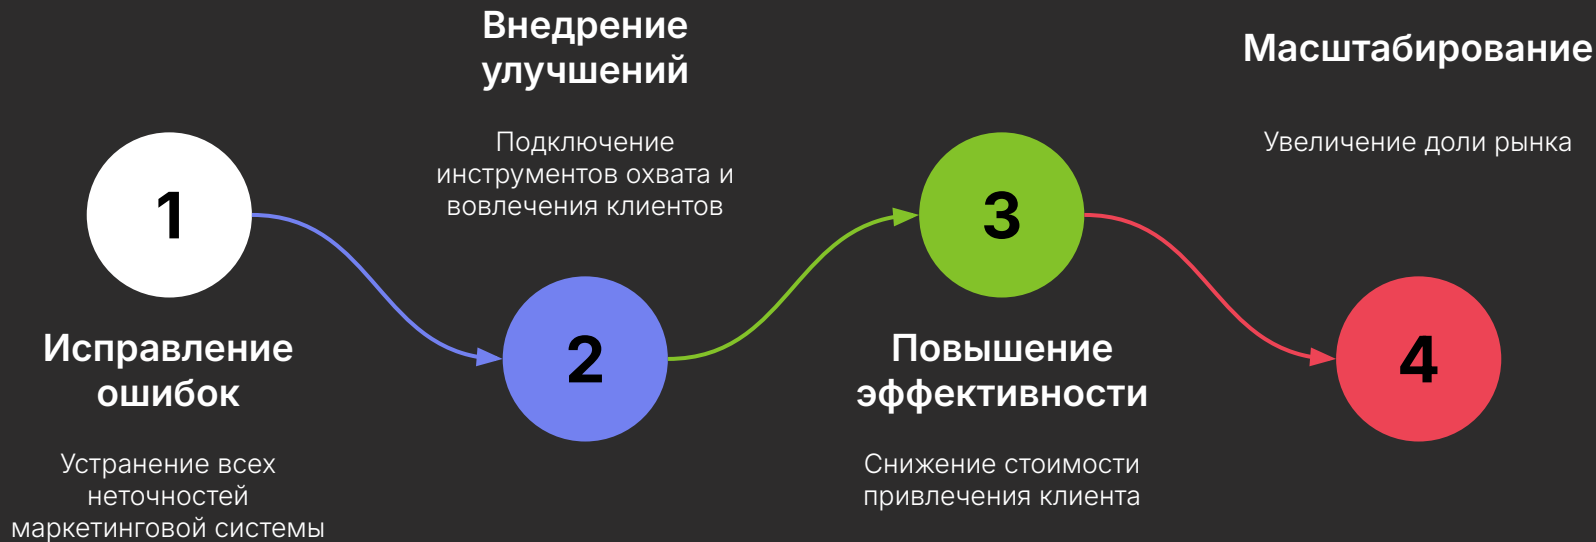 1
Исправление
ошибок
Устранение всех
неточностей
маркетинговой системы
Внедрение
улучшений
Подключение
инструментов охвата и
вовлечения клиентов
2
3
Повышение
эффективности
Снижение стоимости
привлечения клиента
Масштабирование
Увеличение доли рынка
4